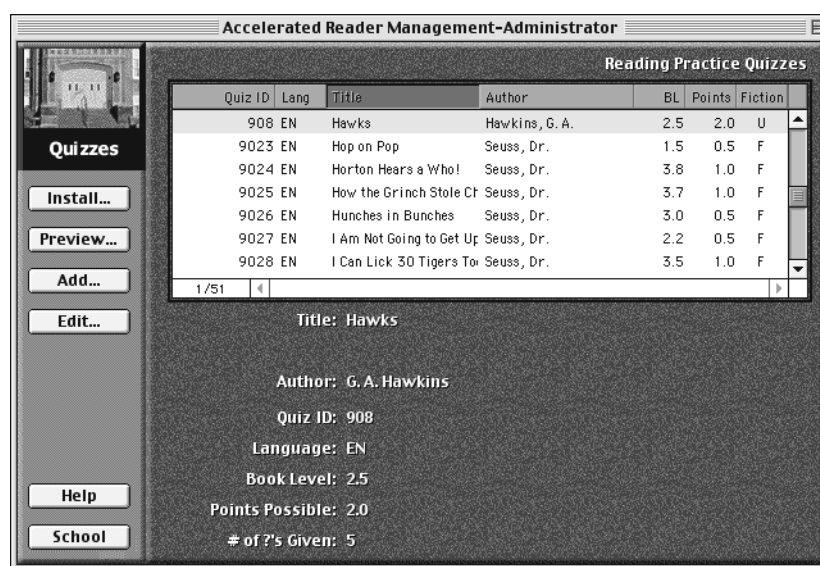 Accelerated Reader Management-Administrator
Reading Practice Quizzes
Quizzes
Install...
Preview...
Add...
Edit...
Help
School
Quiz ID Lang Title Author BL Points Fiction
908 EN Hawks Hawkins, G. A. 2.5 2.0 U
9023 EN Hop on Pop Seuss, Dr. 1.5 0.5 F
9024 EN Horton Hears a Who! Seuss, Dr. 3.8 1.0 F
9025 EN How the Grinch Stole Ch Seuss, Dr. 3.7 1.0 F
9026 EN Hunches in Bunches Seuss, Dr. 3.0 0.5 F
9027 EN I Am Not Going to Get Up Seuss, Dr. 2.2 0.5 F
9028 EN I Can Lick 30 Tigers To Seuss, Dr. 3.5 1.0 F
1/51
Title: Hawks
Author: G. A. Hawkins
Quiz ID: 908
Language: EN
Book Level: 2.5
Points Possible: 2.0
# of ?'s Given: 5